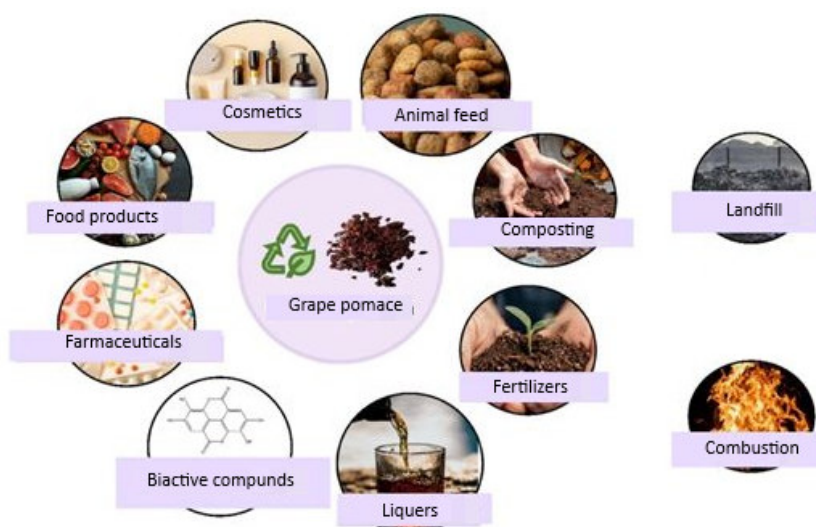 Cosmetics
Animal feed
Food products
Composting
Landfill
Grape pomace
Farmaceuticals
Fertilizers
Combustion
Biactive compunds
Liquers